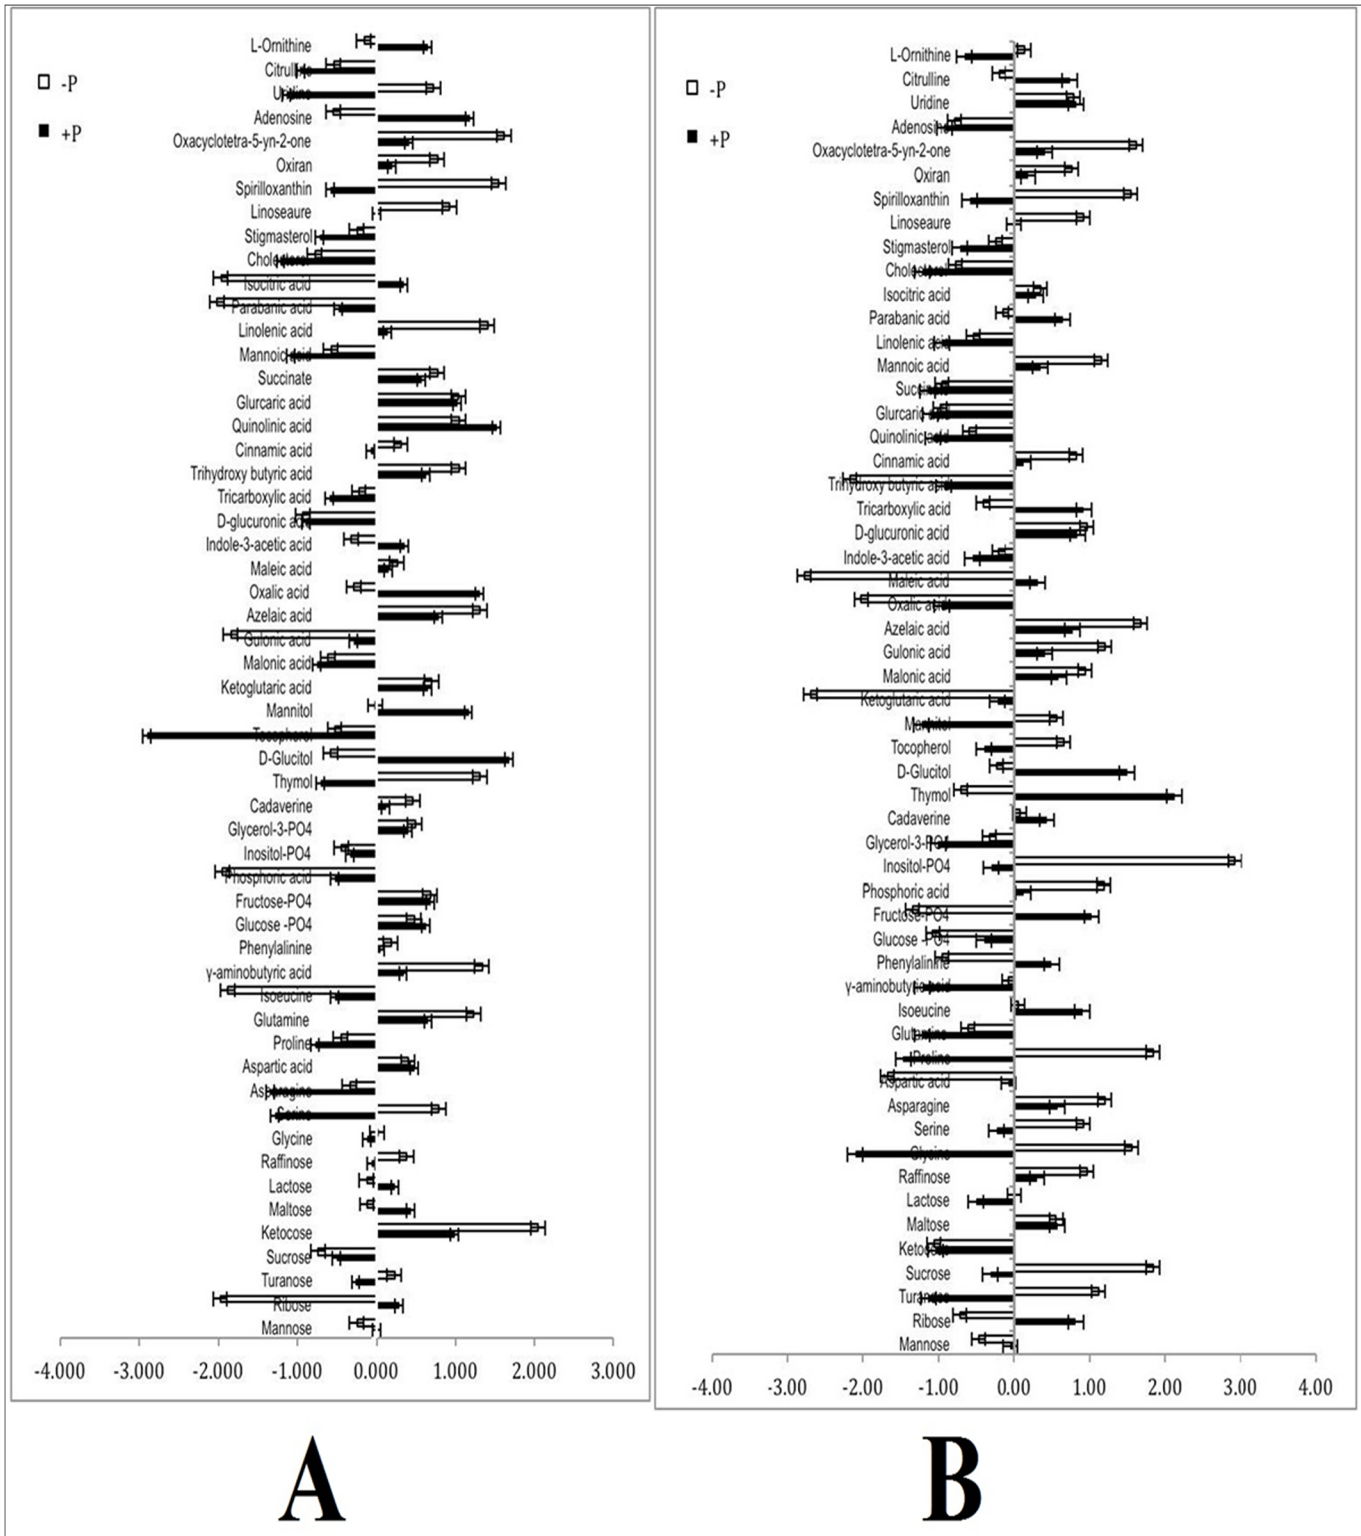 -P
+P
L-Ornithine
Citrulline
Uridine
Adenosine
Oxacyclotetra-5-yn-2-one
Oxiran
Spirilloxanthin
Linoseaure
Stigmasterol
Cholesterol
Isocitric acid
Parabanic acid
Linolenic acid
Mannoic acid
Succinate
Glurcaric acid
Quinolinic acid
Cinnamic acid
Trihydroxy butyric acid
Tricarboxylic acid
D-glucuronic acid
Indole-3-acetic acid
Maleic acid
Oxalic acid
Azelaic acid
Gulonic acid
Malonic acid
Ketoglutaric acid
Mannitol
Tocopherol
D-Glucitol
Thymol
Cadaverine
Glycerol-3-PO4
Inositol-PO4
Phosphoric acid
Fructose-PO4
Glucose -PO4
Phenylalinine
γ-aminobutyric acid
Isoeucine
Glutamine
Proline
Aspartic acid
Asparagine
Serine
Glycine
Raffinose
Lactose
Maltose
Ketocose
Sucrose
Turanose
Ribose
Mannose
-4.000 -3.000 -2.000 -1.000 0.000 1.000 2.000 3.000
A
-P
+P
L-Ornithine
Citrulline
Uridine
Adenosine
Oxacyclotetra-5-yn-2-one
Oxiran
Spirilloxanthin
Linoseaure
Stigmasterol
Cholesterol
Isocitric acid
Parabanic acid
Linolenic acid
Mannoic acid
Succinate
Glurcaric acid
Quinolinic acid
Cinnamic acid
Trihydroxy butyric acid
Tricarboxylic acid
D-glucuronic acid
Indole-3-acetic acid
Maleic acid
Oxalic acid
Azelaic acid
Gulonic acid
Malonic acid
Ketoglutaric acid
Mannitol
Tocopherol
D-Glucitol
Thymol
Cadaverine
Glycerol-3-PO4
Inositol-PO4
Phosphoric acid
Fructose-PO4
Glucose -PO4
Phenylalinine
γ-aminobutyric acid
Isoeucine
Glutamine
Proline
Aspartic acid
Asparagine
Serine
Glycine
Raffinose
Lactose
Maltose
Ketocose
Sucrose
Turanose
Ribose
Mannose
-4.00 -3.00 -2.00 -1.00 0.00 1.00 2.00 3.00 4.00
B